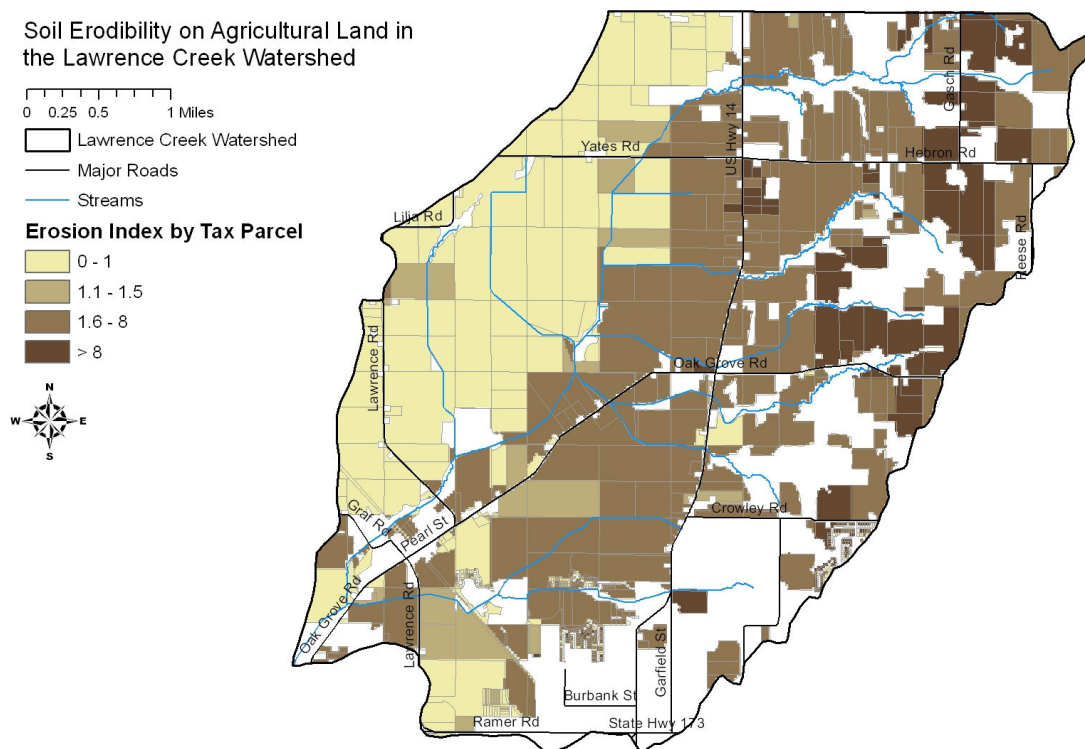 Soil Erodibility on Agricultural Land in
the Lawrence Creek Watershed
0 0.25 0.5 1 Miles
Lawrence Creek Watershed
Major Roads
Streams
Erosion Index by Tax Parcel
0 - 1
1.1 - 1.5
1.6 - 8
> 8
N
W E
S
Gasch Rd
US Hwy 14
Yates Rd
Hebron Rd
Lilja Rd
Reese Rd
Lawrence Rd
Oak Grove Rd
Graf Rd
Pearl St
Crowley Rd
Oak Grove Rd
Lawrence Rd
Garfield St
Burbank St
Ramer Rd
State Hwy 173